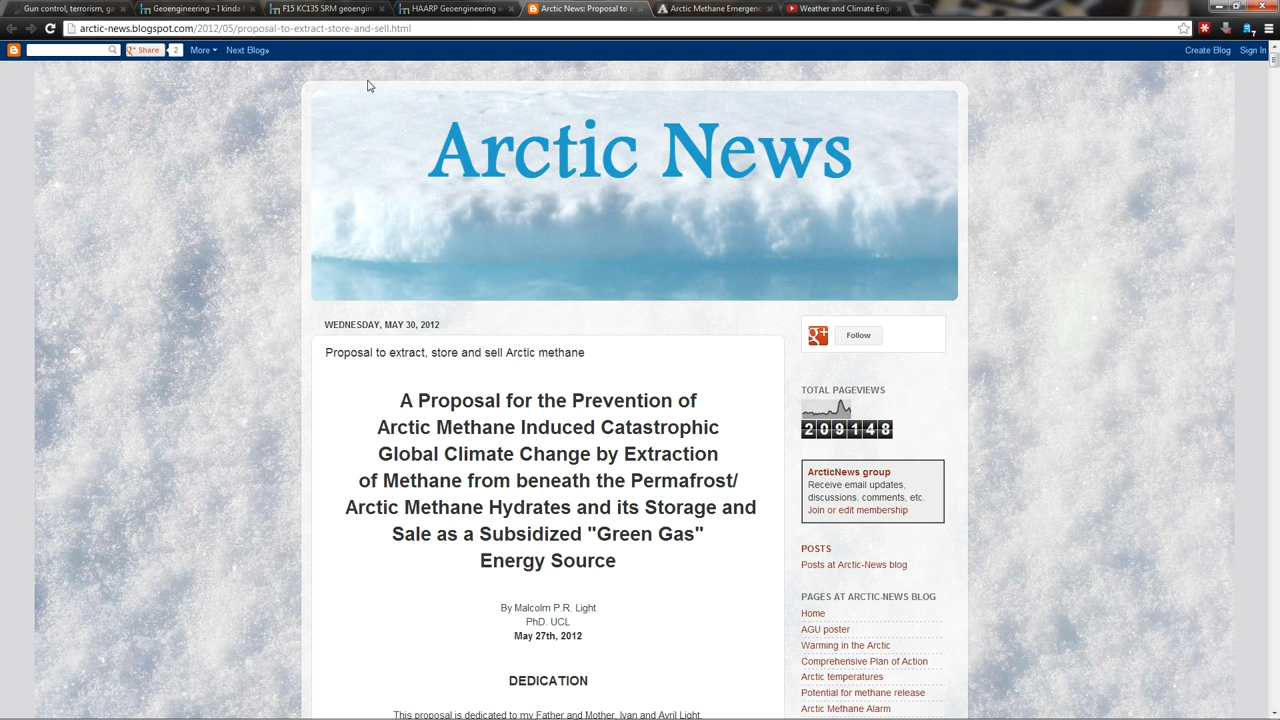 Gun control, terrorism, ga
Geoengineering – I kinda f
F15 KC135 SRM geoengine
HAARP Geoengineering w
Arctic News: Proposal to e
Arctic Methane Emergenc
Weather and Climate Eng
arctic-news.blogspot.com/2012/05/proposal-to-extract-store-and-sell.html
7
g+1 Share 2 More Next Blog»
Create Blog Sign In
Arctic News
WEDNESDAY, MAY 30, 2012
Proposal to extract, store and sell Arctic methane
A Proposal for the Prevention of
Arctic Methane Induced Catastrophic
Global Climate Change by Extraction
of Methane from beneath the Permafrost/
Arctic Methane Hydrates and its Storage and
Sale as a Subsidized "Green Gas"
Energy Source
By Malcolm P.R. Light
PhD. UCL
May 27th, 2012
DEDICATION
This proposal is dedicated to my Father and Mother, Ivan and Avril Light,
g+ Follow
TOTAL PAGEVIEWS
209148
ArcticNews group
Receive email updates,
discussions, comments, etc.
Join or edit membership
POSTS
Posts at Arctic-News blog
PAGES AT ARCTIC-NEWS BLOG
Home
AGU poster
Warming in the Arctic
Comprehensive Plan of Action
Arctic temperatures
Potential for methane release
Arctic Methane Alarm